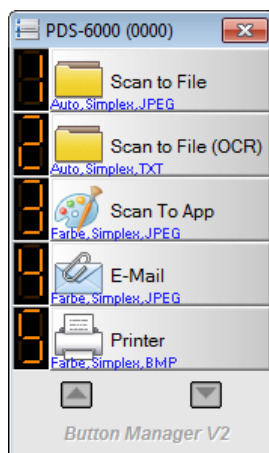 PDS-6000 (0000)
1
Scan to File
Auto,Simplex,JPEG
2
Scan to File (OCR)
Auto,Simplex,TXT
3
Scan To App
Farbe,Simplex,JPEG
4
E-Mail
Farbe,Simplex,JPEG
5
Printer
Farbe,Simplex,BMP
Button Manager V2